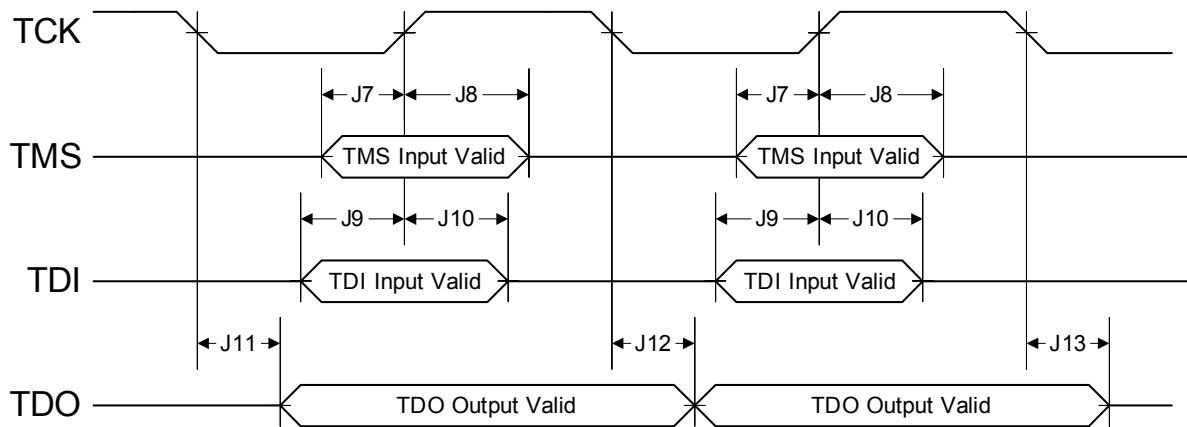 TCK
J7 J8 J7 J8
TMS TMS Input Valid TMS Input Valid
J9 J10 J9 J10
TDI TDI Input Valid TDI Input Valid
J11 J12 J13
TDO TDO Output Valid TDO Output Valid